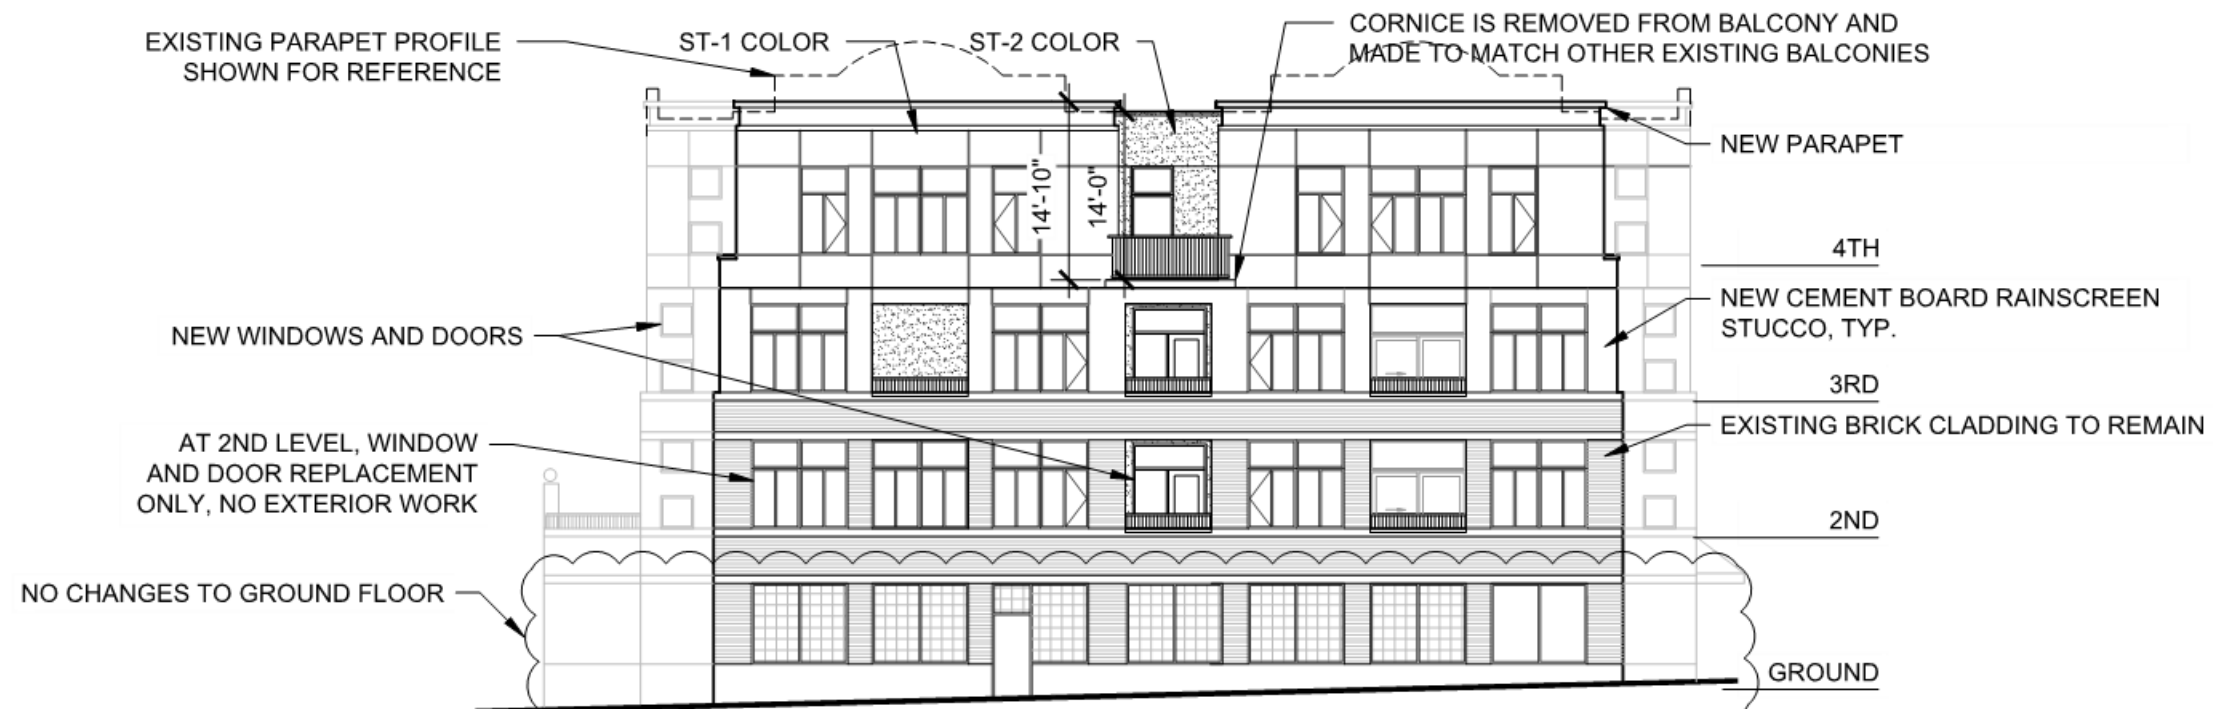 EXISTING PARAPET PROFILE
SHOWN FOR REFERENCE
ST-1 COLOR
ST-2 COLOR
CORNICE IS REMOVED FROM BALCONY AND
MADE TO MATCH OTHER EXISTING BALCONIES
NEW PARAPET
14'-10"
14'-0"
4TH
NEW CEMENT BOARD RAINSCREEN
STUCCO, TYP.
NEW WINDOWS AND DOORS
3RD
EXISTING BRICK CLADDING TO REMAIN
AT 2ND LEVEL, WINDOW
AND DOOR REPLACEMENT
ONLY, NO EXTERIOR WORK
2ND
NO CHANGES TO GROUND FLOOR
GROUND